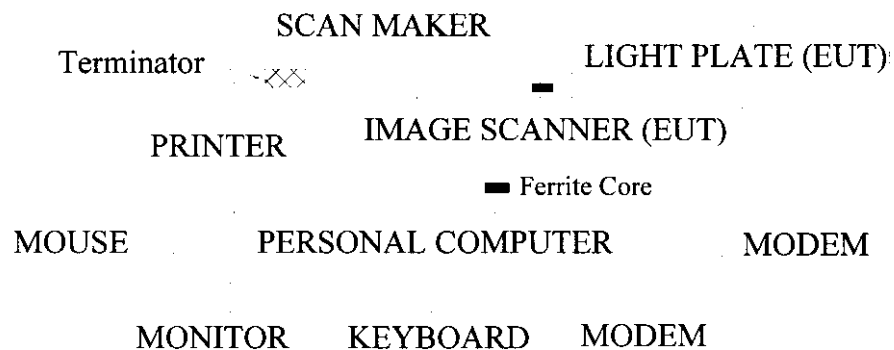 SCAN MAKER
Terminator
LIGHT PLATE (EUT)
PRINTER
IMAGE SCANNER (EUT)
Ferrite Core
MOUSE
PERSONAL COMPUTER
MODEM
MONITOR
KEYBOARD
MODEM